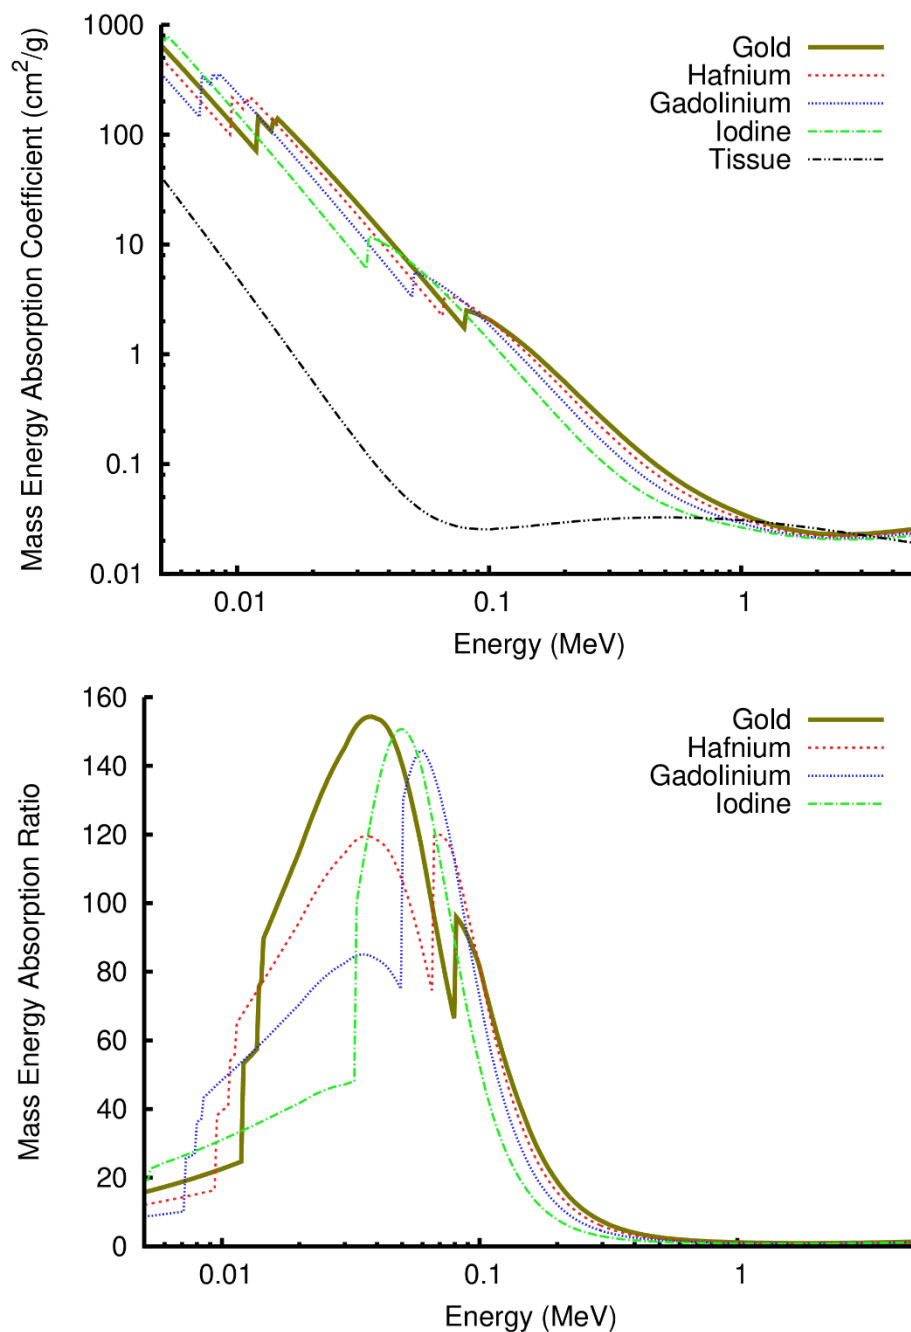 1000
100
10
1
0.1
0.01
Mass Energy Absorption Coefficient (cm²/g)
Gold
Hafnium
Gadolinium
Iodine
Tissue
0.01 0.1 1
Energy (MeV)
160
140
120
100
80
60
40
20
0
Mass Energy Absorption Ratio
Gold
Hafnium
Gadolinium
Iodine
0.01 0.1 1
Energy (MeV)